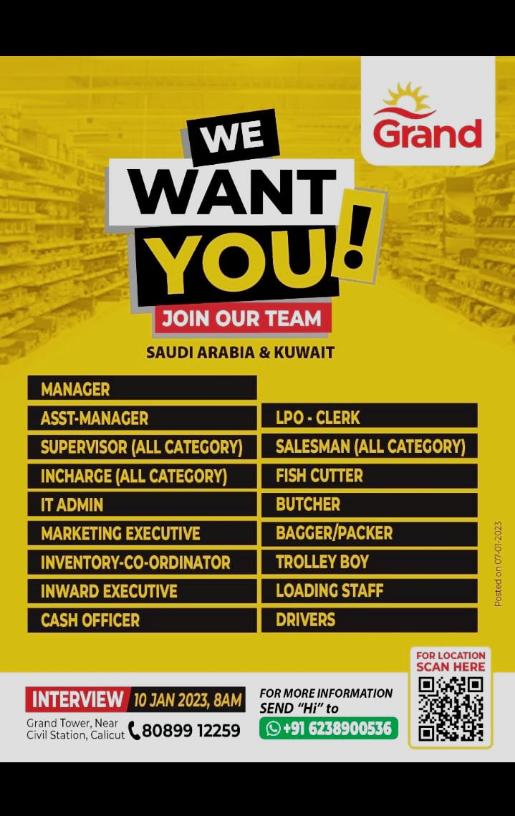 Grand
WE
WANT
YOU!
JOIN OUR TEAM
SAUDI ARABIA & KUWAIT
MANAGER
ASST-MANAGER
SUPERVISOR (ALL CATEGORY)
INCHARGE (ALL CATEGORY)
IT ADMIN
MARKETING EXECUTIVE
INVENTORY-CO-ORDINATOR
INWARD EXECUTIVE
CASH OFFICER
LPO - CLERK
SALESMAN (ALL CATEGORY)
FISH CUTTER
BUTCHER
BAGGER/PACKER
TROLLEY BOY
LOADING STAFF
DRIVERS
Posted on 07-01-2023
INTERVIEW 10 JAN 2023, 8AM
Grand Tower, Near
Civil Station, Calicut
80899 12259
FOR MORE INFORMATION
SEND "Hi" to
+91 6238900536
FOR LOCATION
SCAN HERE